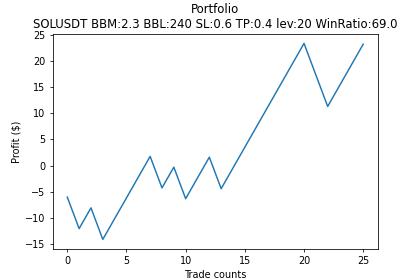 Portfolio
SOLUSDT BBM:2.3 BBL:240 SL:0.6 TP:0.4 lev:20 WinRatio:69.0
25
20
15
10
5
0
−5
−10
−15
Profit ($)
0 5 10 15 20 25
Trade counts